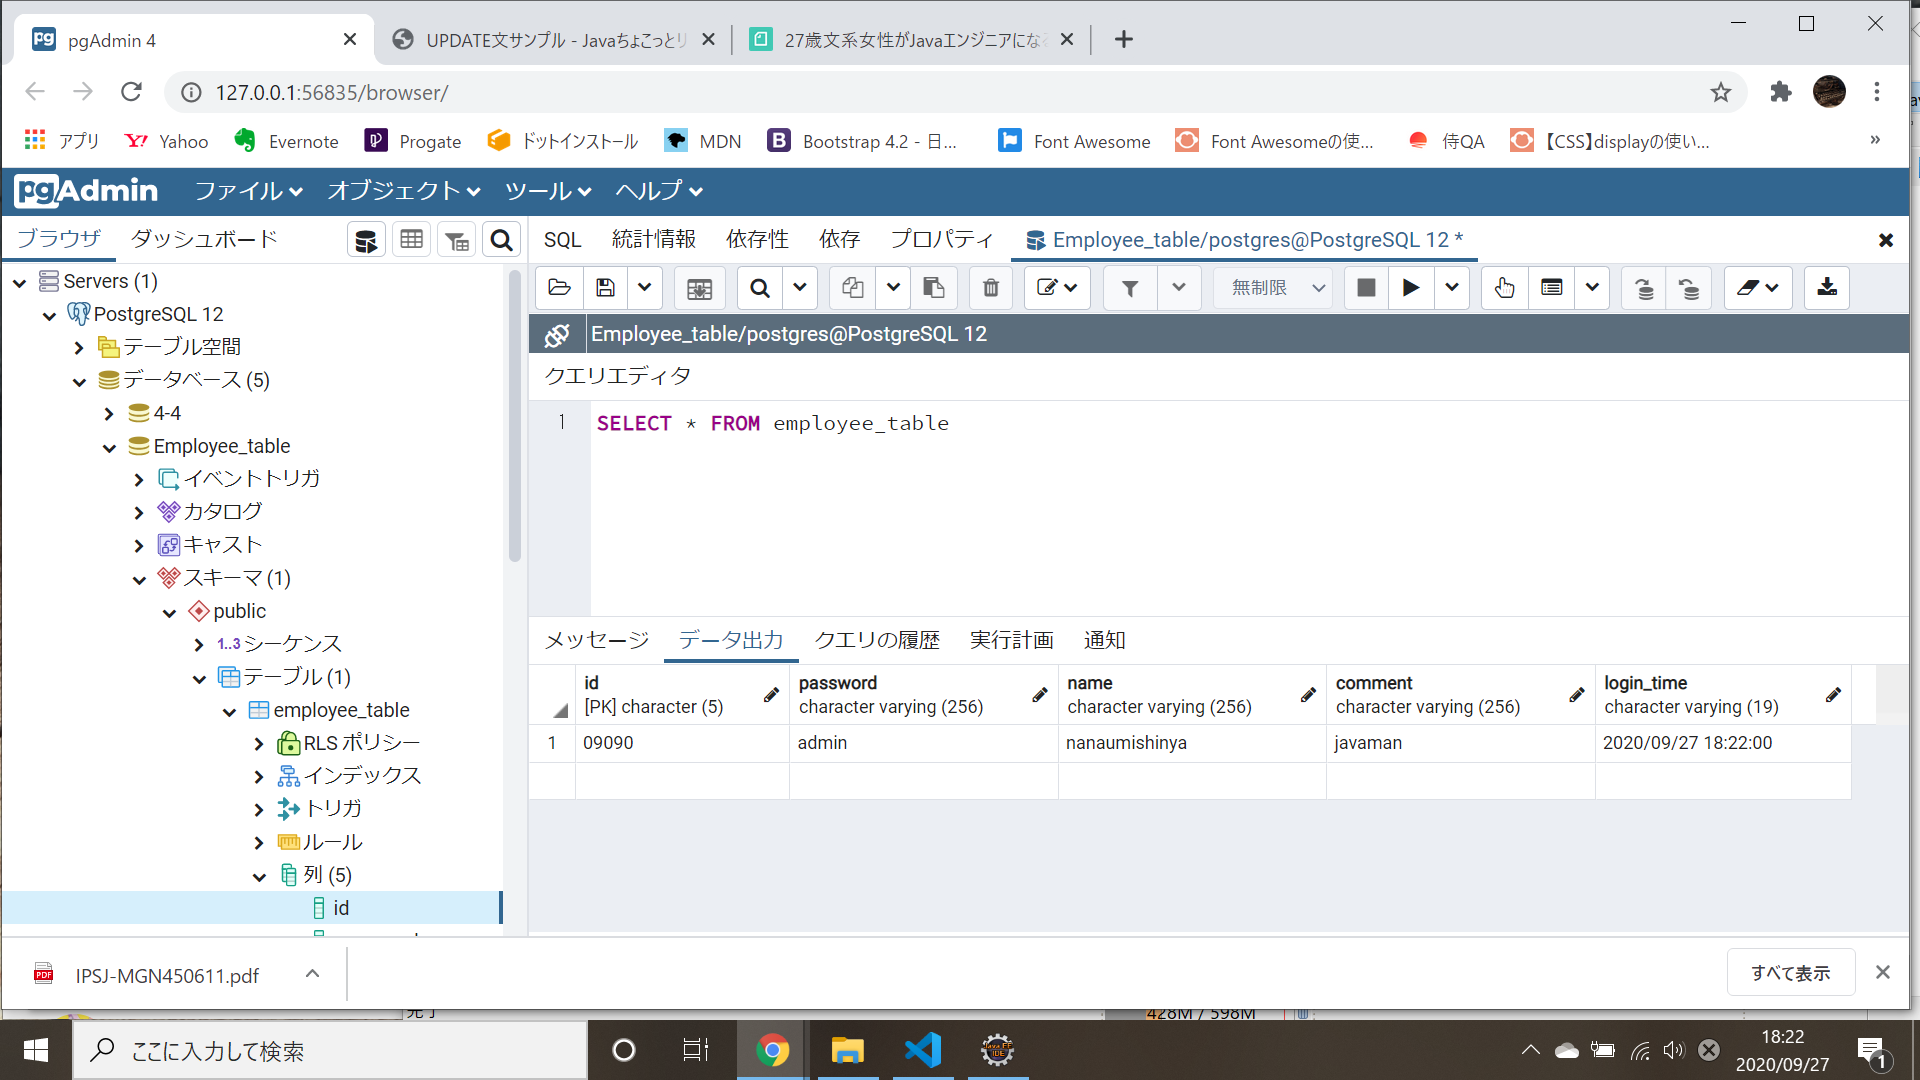 pgAdmin 4
UPDATE文サンプル - Javaちょこっとリ
27歳文系女性がJavaエンジニアにな
127.0.0.1:56835/browser/
アプリ
Yahoo
Evernote
Progate
ドットインストール
MDN
Bootstrap 4.2 - 日...
Font Awesome
Font Awesomeの使...
侍QA
【CSS】displayの使い...
»
pgAdmin
ファイル
オブジェクト
ツール
ヘルプ
ブラウザ
ダッシュボード
SQL
統計情報
依存性
依存
プロパティ
Employee_table/postgres@PostgreSQL 12 *
Servers (1)
PostgreSQL 12
テーブル空間
データベース (5)
4-4
Employee_table
イベントトリガ
カタログ
キャスト
スキーマ (1)
public
1..3 シーケンス
テーブル (1)
employee_table
RLS ポリシー
インデックス
トリガ
ルール
列 (5)
id
無制限
Employee_table/postgres@PostgreSQL 12
クエリエディタ
1 SELECT * FROM employee_table
メッセージ
データ出力
クエリの履歴
実行計画
通知
id
[PK] character (5)
password
character varying (256)
name
character varying (256)
comment
character varying (256)
login_time
character varying (19)
1 09090 admin nanaumishinya javaman 2020/09/27 18:22:00
PDF
IPSJ-MGN450611.pdf
すべて表示
完了
428M / 598M
ここに入力して検索
Java EE
IDE
18:22
2020/09/27
1